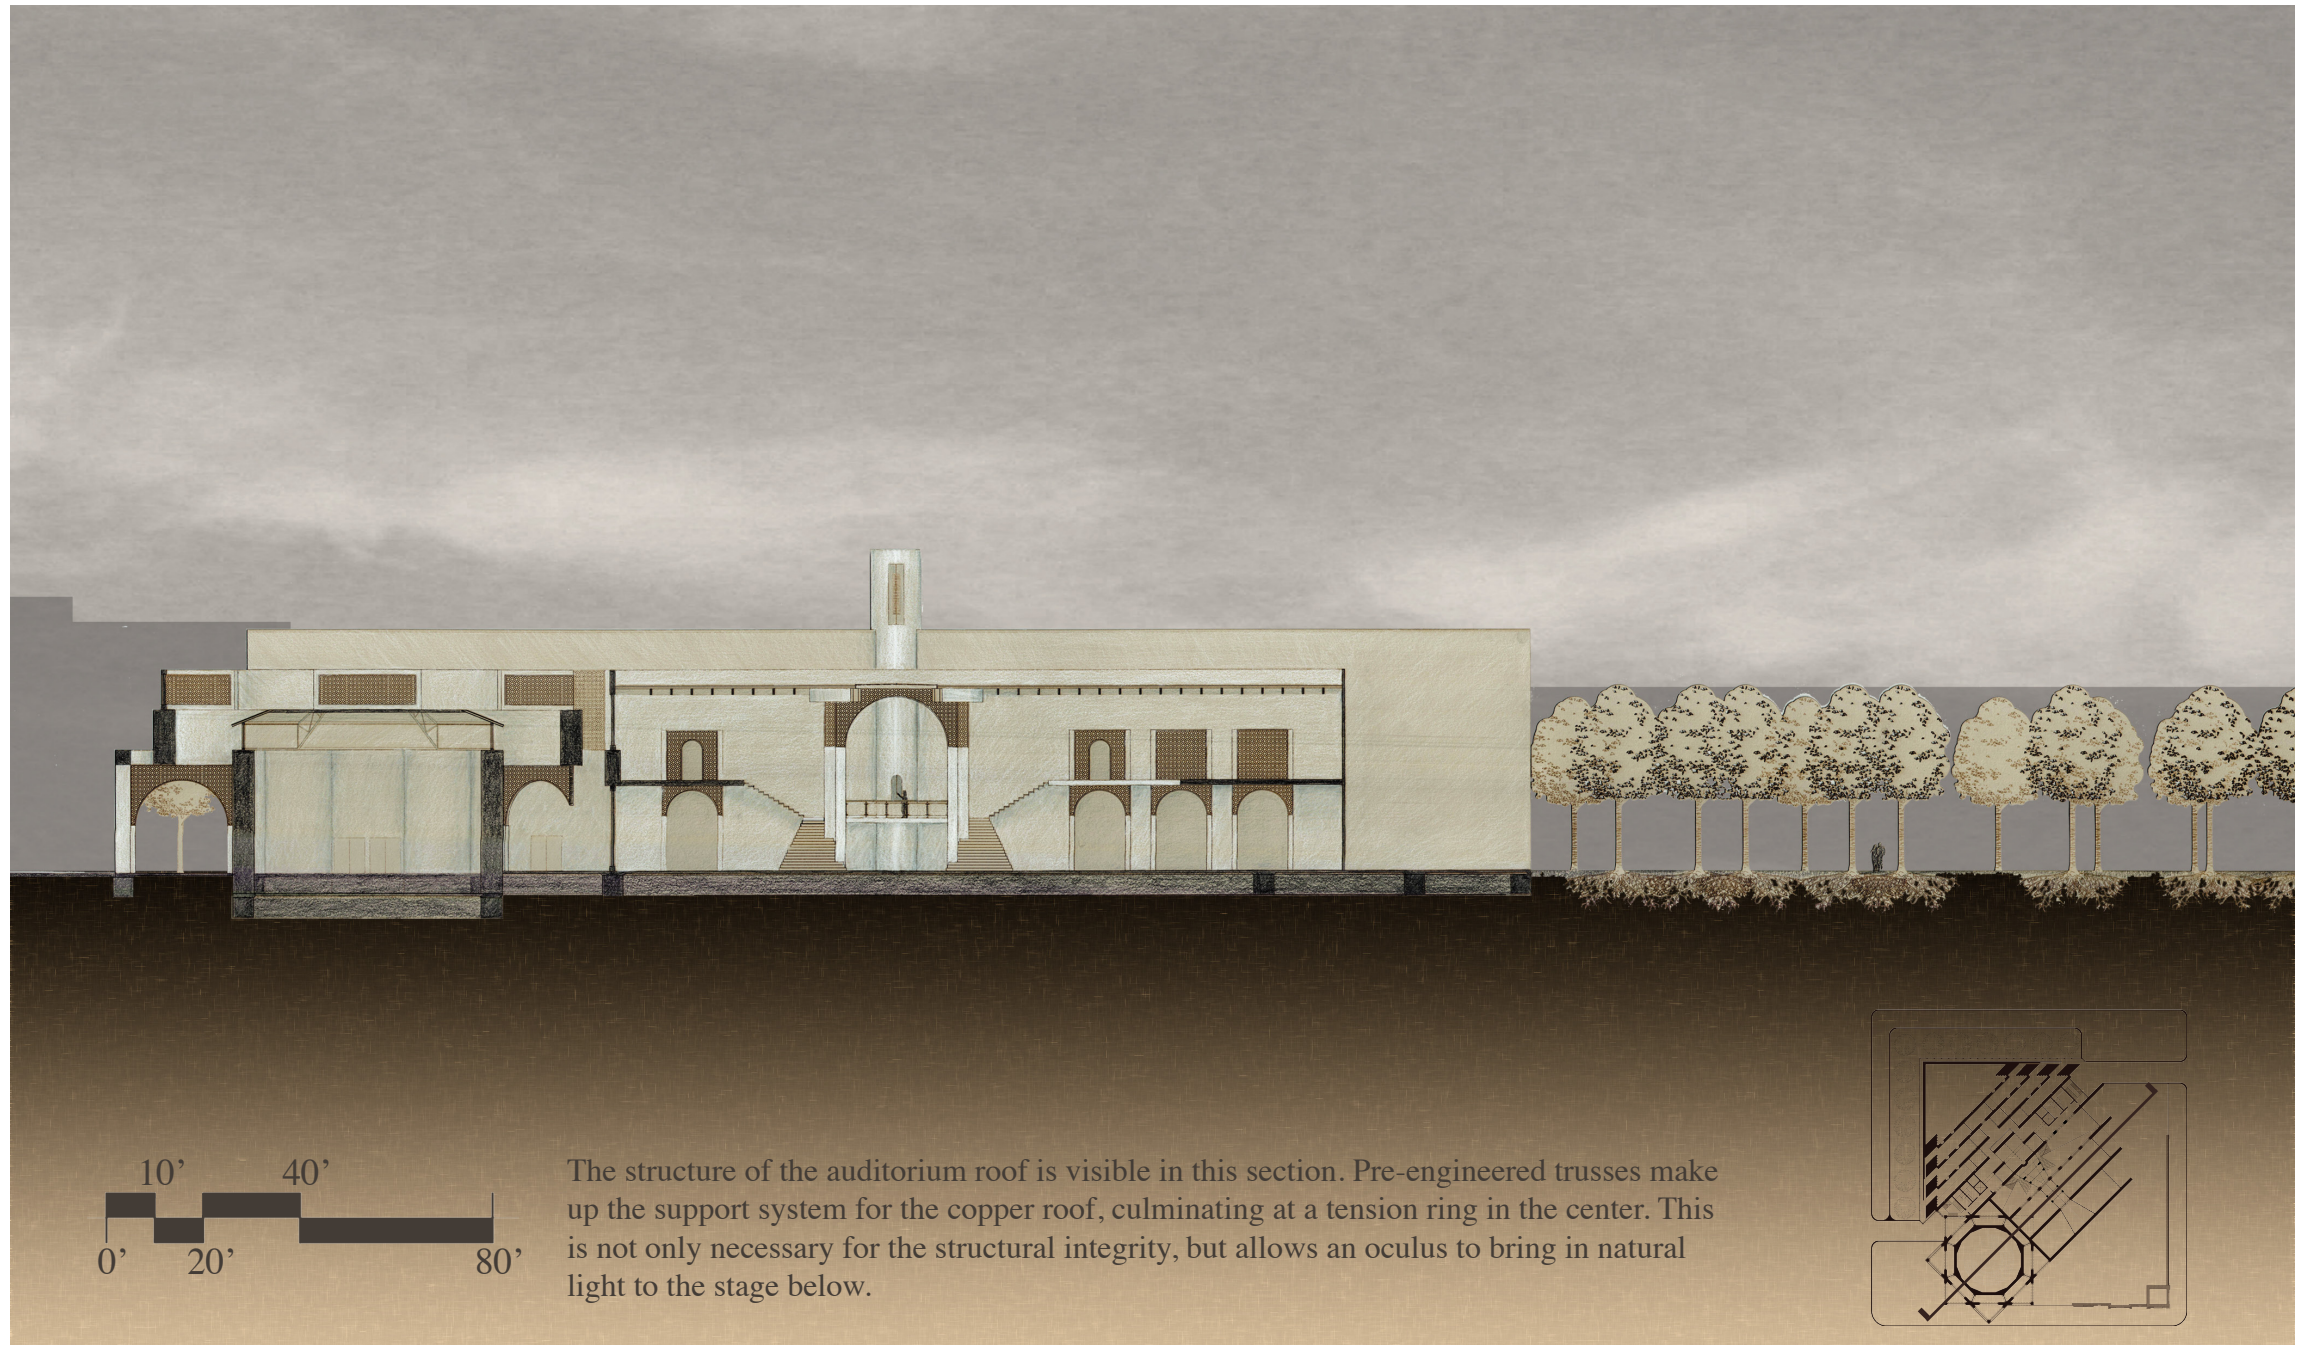 10’ 40’
0’ 20’ 80’
The structure of the auditorium roof is visible in this section. Pre-engineered trusses make
up the support system for the copper roof, culminating at a tension ring in the center. This
is not only necessary for the structural integrity, but allows an oculus to bring in natural
light to the stage below.